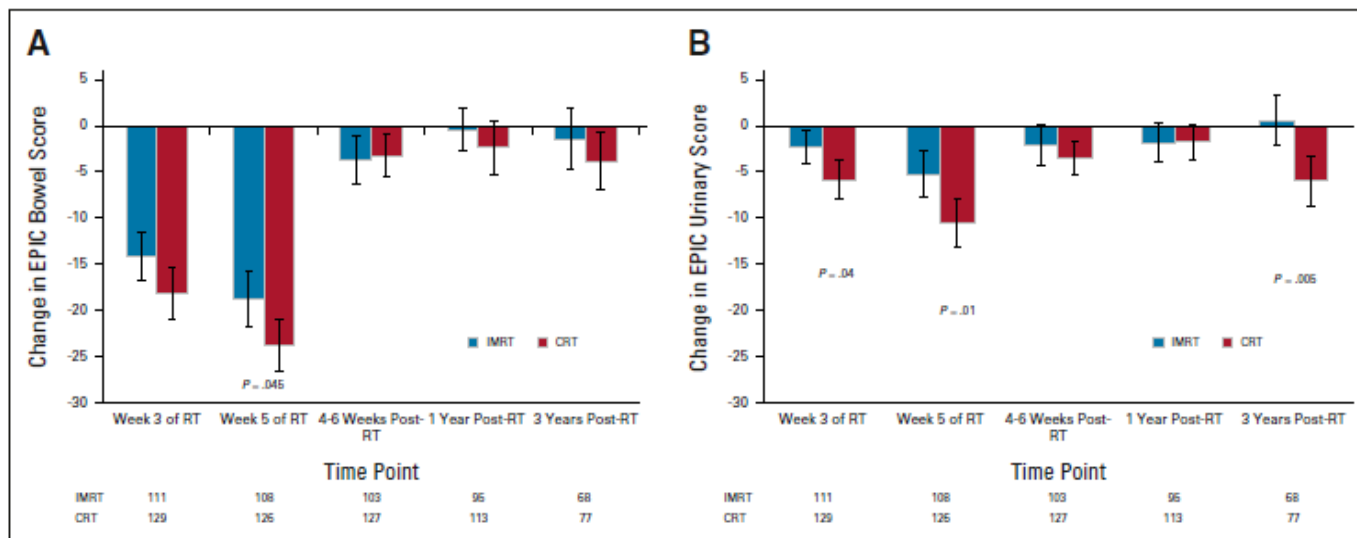 A
Change in EPIC Bowel Score
5
0
-5
-10
-15
-20
-25
-30
IMRT CRT
P = .045
Week 3 of RT Week 5 of RT 4-6 Weeks Post- 1 Year Post-RT 3 Years Post-RT
RT
Time Point
IMRT 111 108 103 95 68
CRT 129 126 127 113 77
B
Change in EPIC Urinary Score
5
0
-5
-10
-15
-20
-25
-30
P = .04
P = .01
P = .005
IMRT CRT
Week 3 of RT Week 5 of RT 4-6 Weeks Post- 1 Year Post-RT 3 Years Post-RT
RT
Time Point
IMRT 111 108 103 95 68
CRT 129 126 127 113 77